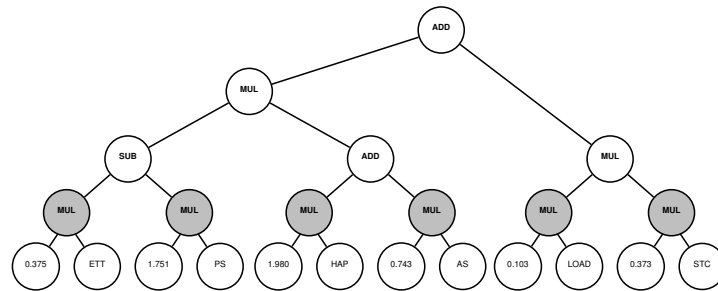 ADD
MUL
SUB ADD MUL
MUL MUL MUL MUL MUL MUL
0.375 ETT 1.751 PS 1.980 HAP 0.743 AS 0.103 LOAD 0.373 STC